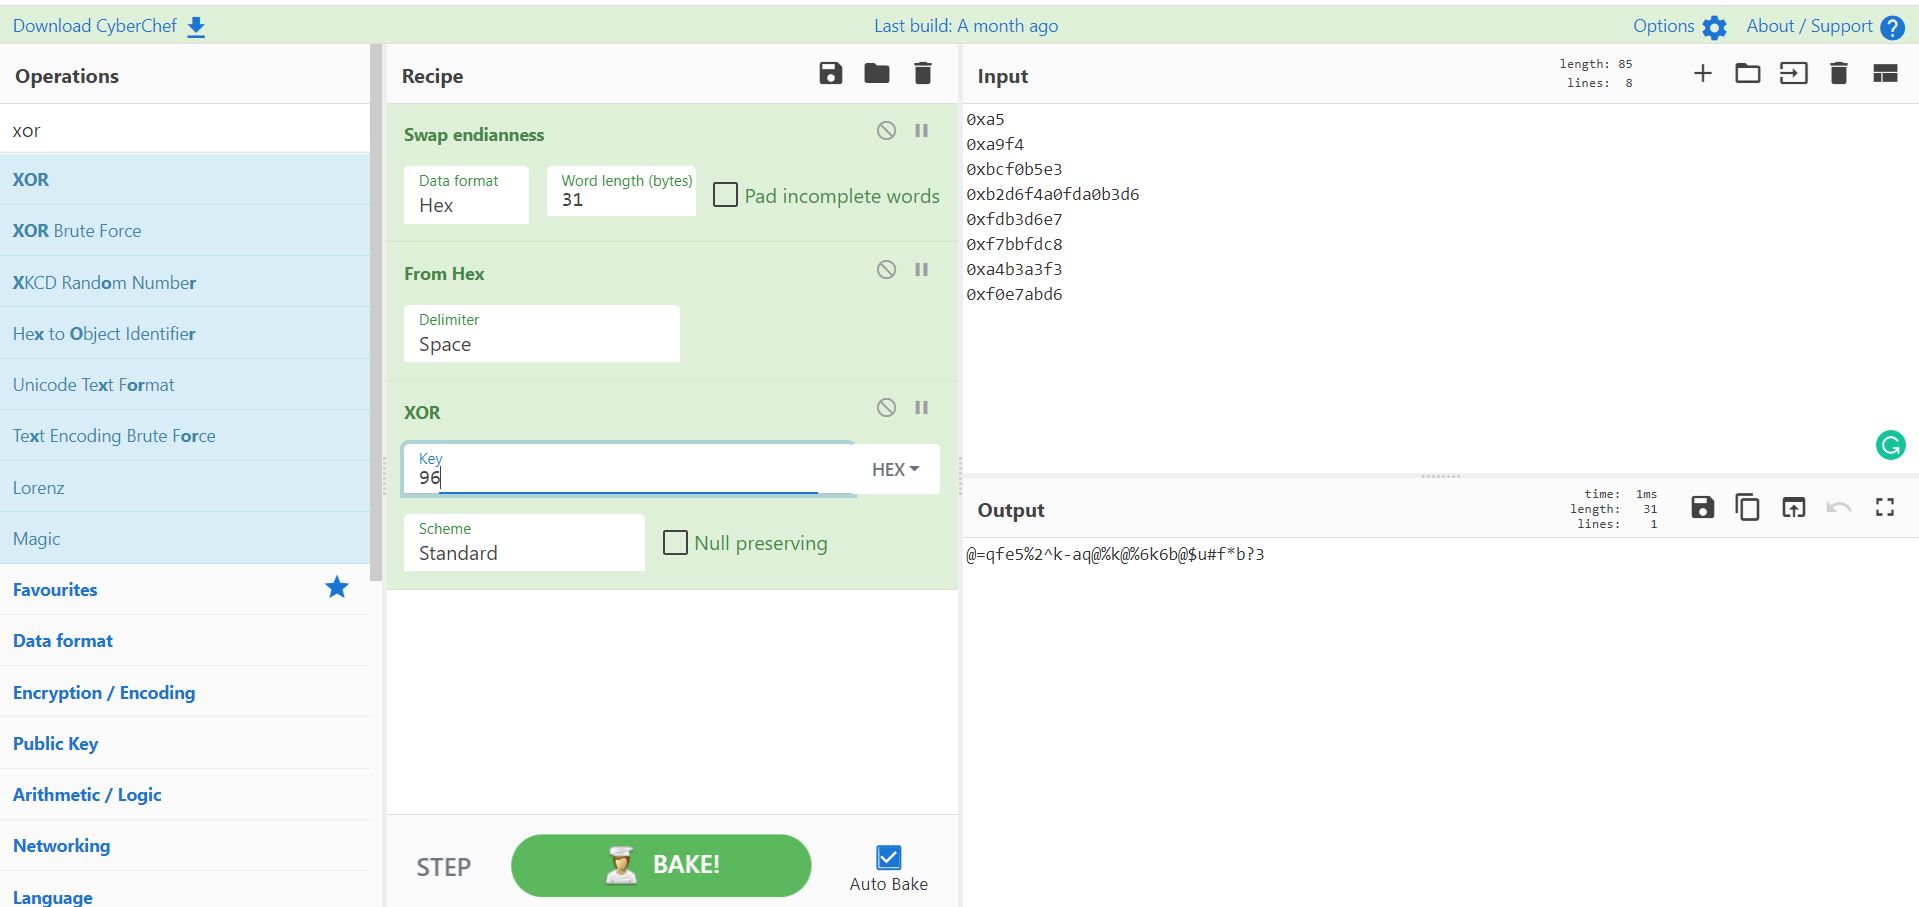 Download CyberChef
Last build: A month ago
Options
About / Support
Operations
xor
XOR
XOR Brute Force
XKCD Random Number
Hex to Object Identifier
Unicode Text Format
Text Encoding Brute Force
Lorenz
Magic
Favourites
Data format
Encryption / Encoding
Public Key
Arithmetic / Logic
Networking
Language
Recipe
Swap endianness
Data format
Hex
Word length (bytes)
31
Pad incomplete words
From Hex
Delimiter
Space
XOR
Key
96
HEX
Scheme
Standard
Null preserving
STEP
BAKE!
Auto Bake
Input
length: 85
lines: 8
0xa5
0xa9f4
0xbcf0b5e3
0xb2d6f4a0fda0b3d6
0xfdb3d6e7
0xf7bbfdc8
0xa4b3a3f3
0xf0e7abd6
Output
time: 1ms
length: 31
lines: 1
@=qfe5%2^k-aq@%k@%6k6b@$u#f*b?3